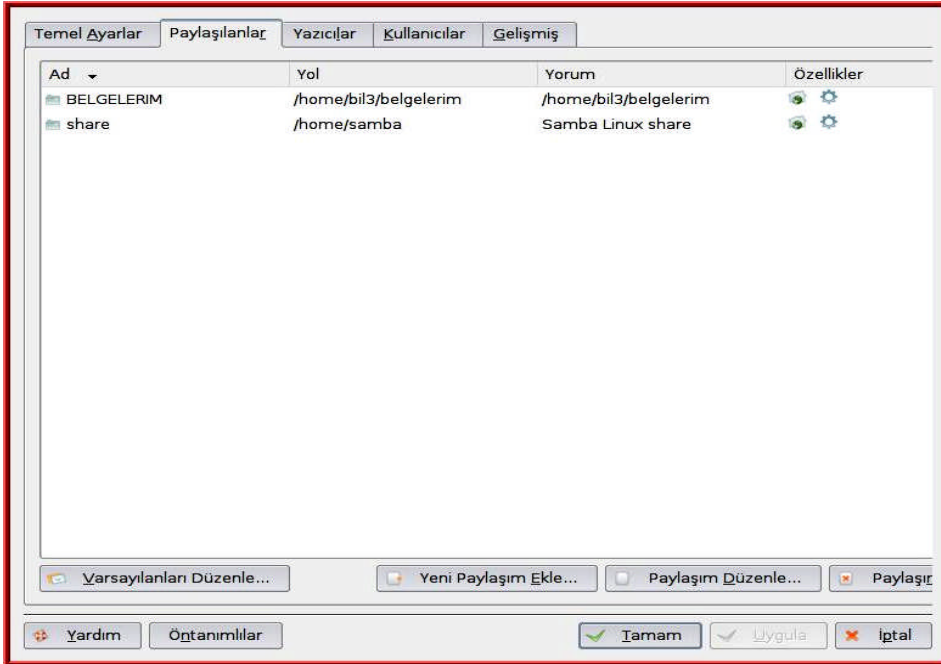 Temel Ayarlar Paylaşılanlar Yazıcılar Kullanıcılar Gelişmiş
Ad Yol Yorum Özellikler
BELGELERIM /home/bil3/belgelerim /home/bil3/belgelerim
share /home/samba Samba Linux share
Varsayılanları Düzenle... Yeni Paylaşım Ekle... Paylaşım Düzenle...
Yardım Öntanımlılar Tamam Uygula İptal